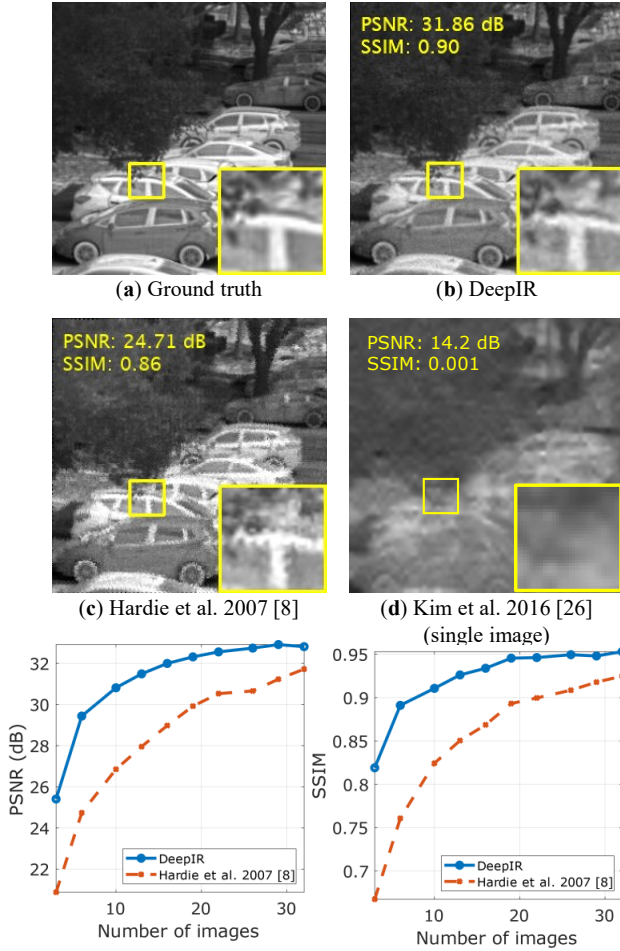 PSNR: 31.86 dB
SSIM: 0.90
(a) Ground truth
(b) DeepIR
PSNR: 24.71 dB
SSIM: 0.86
PSNR: 14.2 dB
SSIM: 0.001
(c) Hardie et al. 2007 [8]
(d) Kim et al. 2016 [26]
(single image)
PSNR (dB)
32
30
28
26
24
22
DeepIR
Hardie et al. 2007 [8]
10
20
30
Number of images
SSIM
0.95
0.9
0.85
0.8
0.75
0.7
DeepIR
Hardie et al. 2007 [8]
10
20
30
Number of images